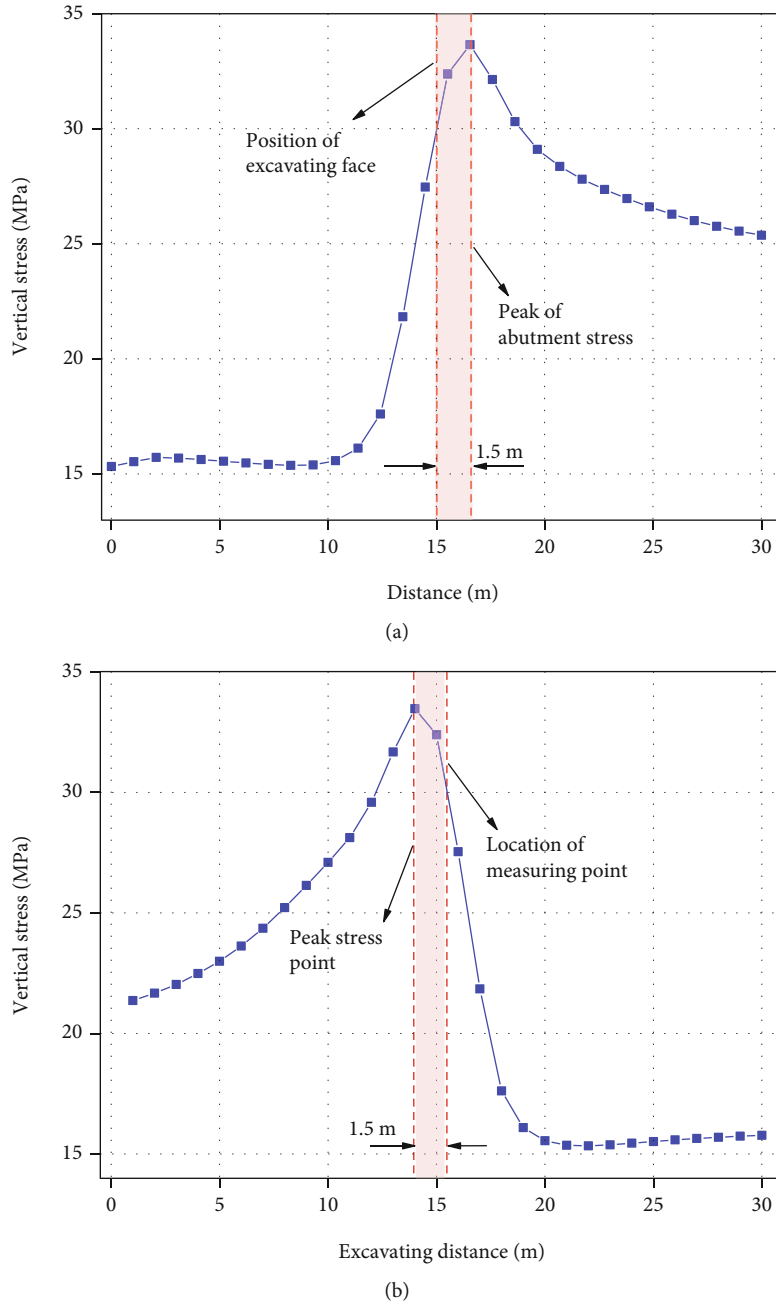 35
30
25
20
15
Vertical stress (MPa)
Position of
excavating face
Peak of
abutment stress
1.5 m
0 5 10 15 20 25 30
Distance (m)
(a)
35
30
25
20
15
Vertical stress (MPa)
Location of
measuring point
Peak stress
point
1.5 m
0 5 10 15 20 25 30
Excavating distance (m)
(b)